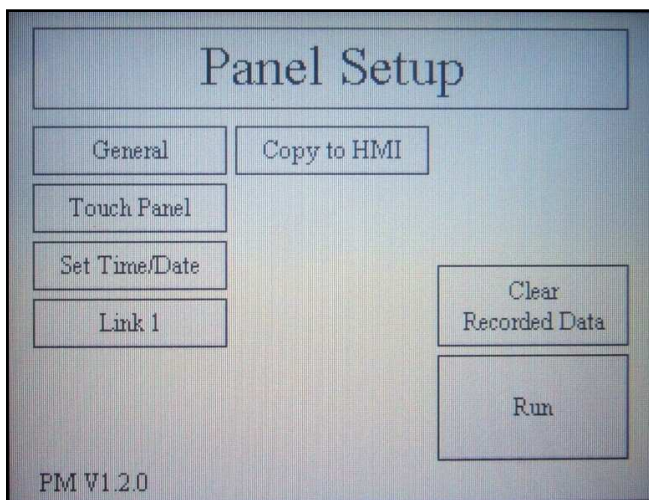 Panel Setup
General
Copy to HMI
Touch Panel
Set Time/Date
Link 1
Clear
Recorded Data
Run
PM V1.2.0